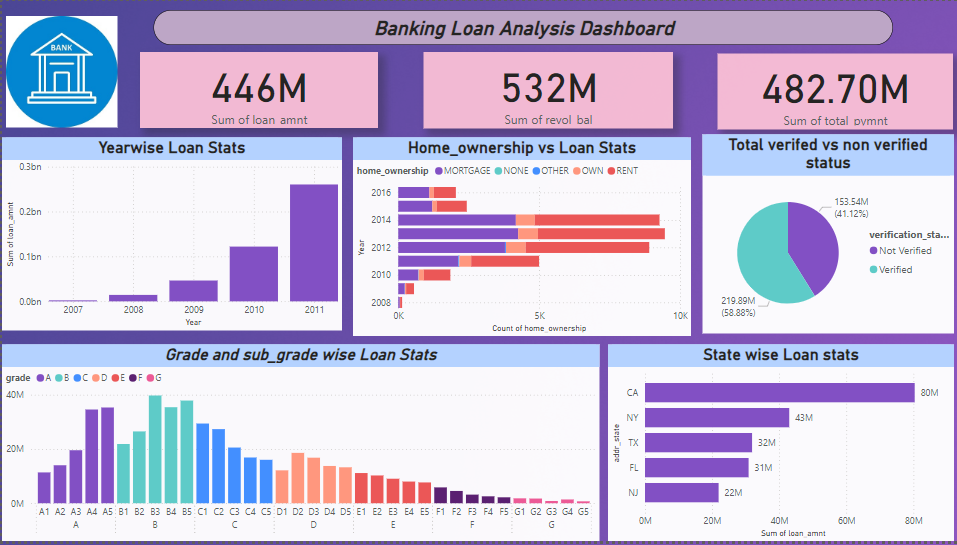 Banking Loan Analysis Dashboard
BANK
446M
Sum of loan_amnt
532M
Sum of revol_bal
482.70M
Sum of total_pymnt
Yearwise Loan Stats
0.3bn
0.2bn
0.1bn
0.0bn
Sum of loan_amnt
2007 2008 2009 2010 2011
Year
Home_ownership vs Loan Stats
home_ownership MORTGAGE NONE OTHER OWN RENT
2016
2014
2012
2010
2008
Year
0K 5K 10K
Count of home_ownership
Total verifed vs non verified
status
153.54M
(41.12%)
219.89M
(58.88%)
verification_sta...
Not Verified
Verified
Grade and sub_grade wise Loan Stats
grade A B C D E F G
40M
20M
0M
A1 A2 A3 A4 A5 B1 B2 B3 B4 B5 C1 C2 C3 C4 C5 D1 D2 D3 D4 D5 E1 E2 E3 E4 E5 F1 F2 F3 F4 F5 G1 G2 G3 G4 G5
A B C D E F G
State wise Loan stats
addr_state
CA 80M
NY 43M
TX 32M
FL 31M
NJ 22M
0M 20M 40M 60M 80M
Sum of loan_amnt